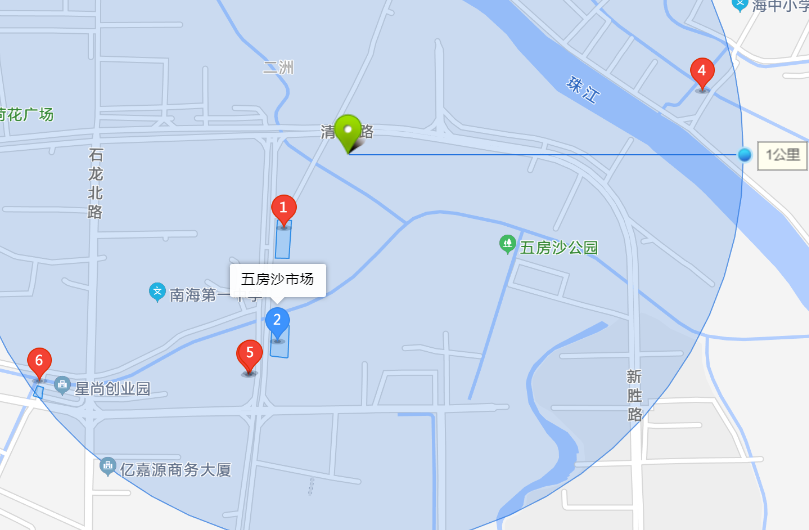 海中小学
4
二洲
珠江
荷花广场
清
路
1公里
石龙北路
1
五房沙公园
五房沙市场
南海第一
2
5
6
星尚创业园
新胜路
亿嘉源商务大厦